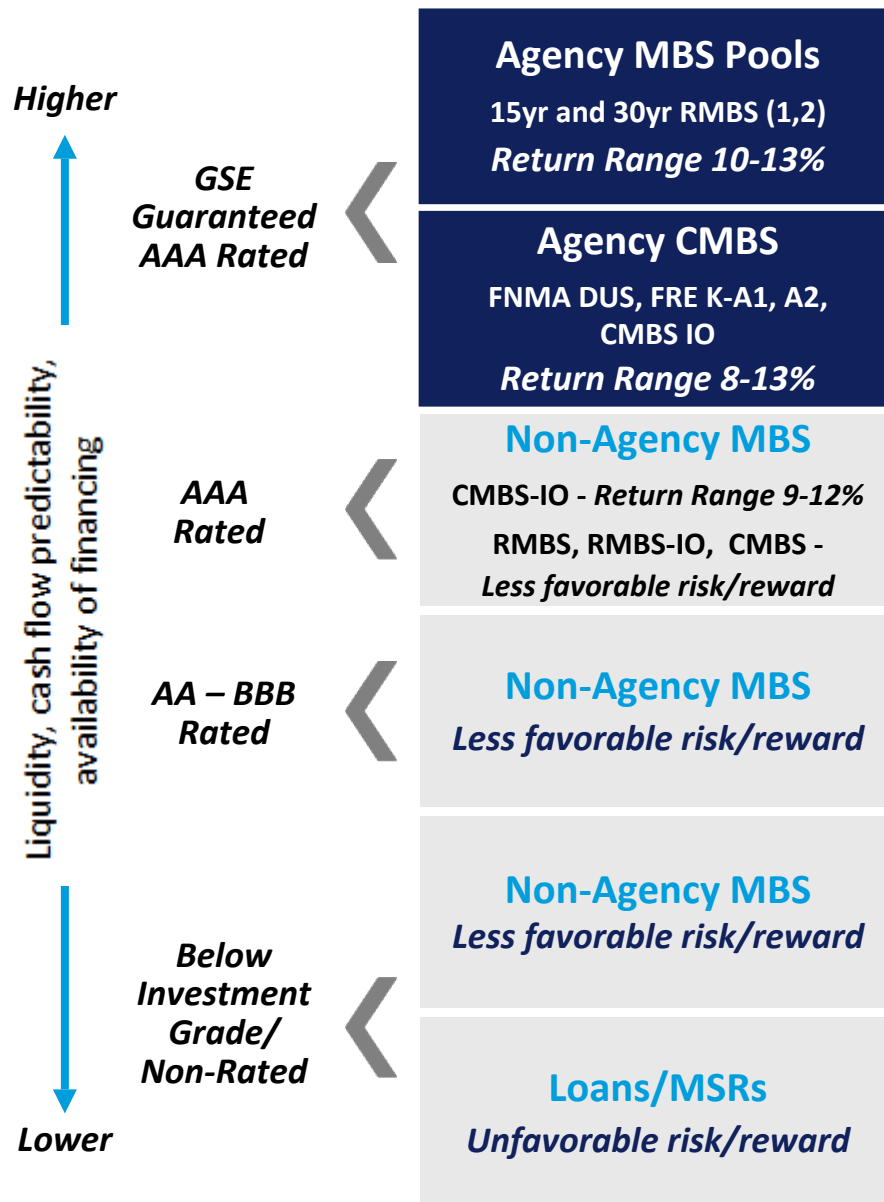 Higher
Liquidity, cash flow predictability,
availability of financing
Lower
GSE
Guaranteed
AAA Rated
Agency MBS Pools
15yr and 30yr RMBS (1,2)
Return Range 10-13%
Agency CMBS
FNMA DUS, FRE K-A1, A2,
CMBS IO
Return Range 8-13%
AAA
Rated
Non-Agency MBS
CMBS-IO - Return Range 9-12%
RMBS, RMBS-IO, CMBS -
Less favorable risk/reward
AA – BBB
Rated
Non-Agency MBS
Less favorable risk/reward
Below
Investment
Grade/
Non-Rated
Non-Agency MBS
Less favorable risk/reward
Loans/MSRs
Unfavorable risk/reward